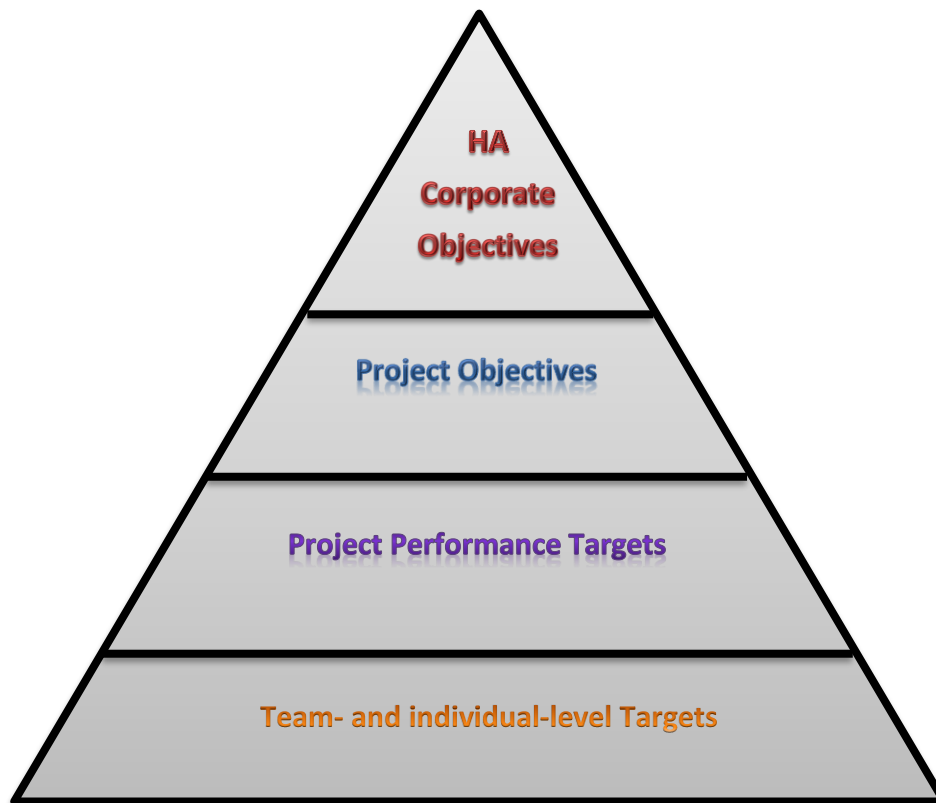 HA
Corporate
Objectives
Project Objectives
Project Performance Targets
Team- and individual-level Targets